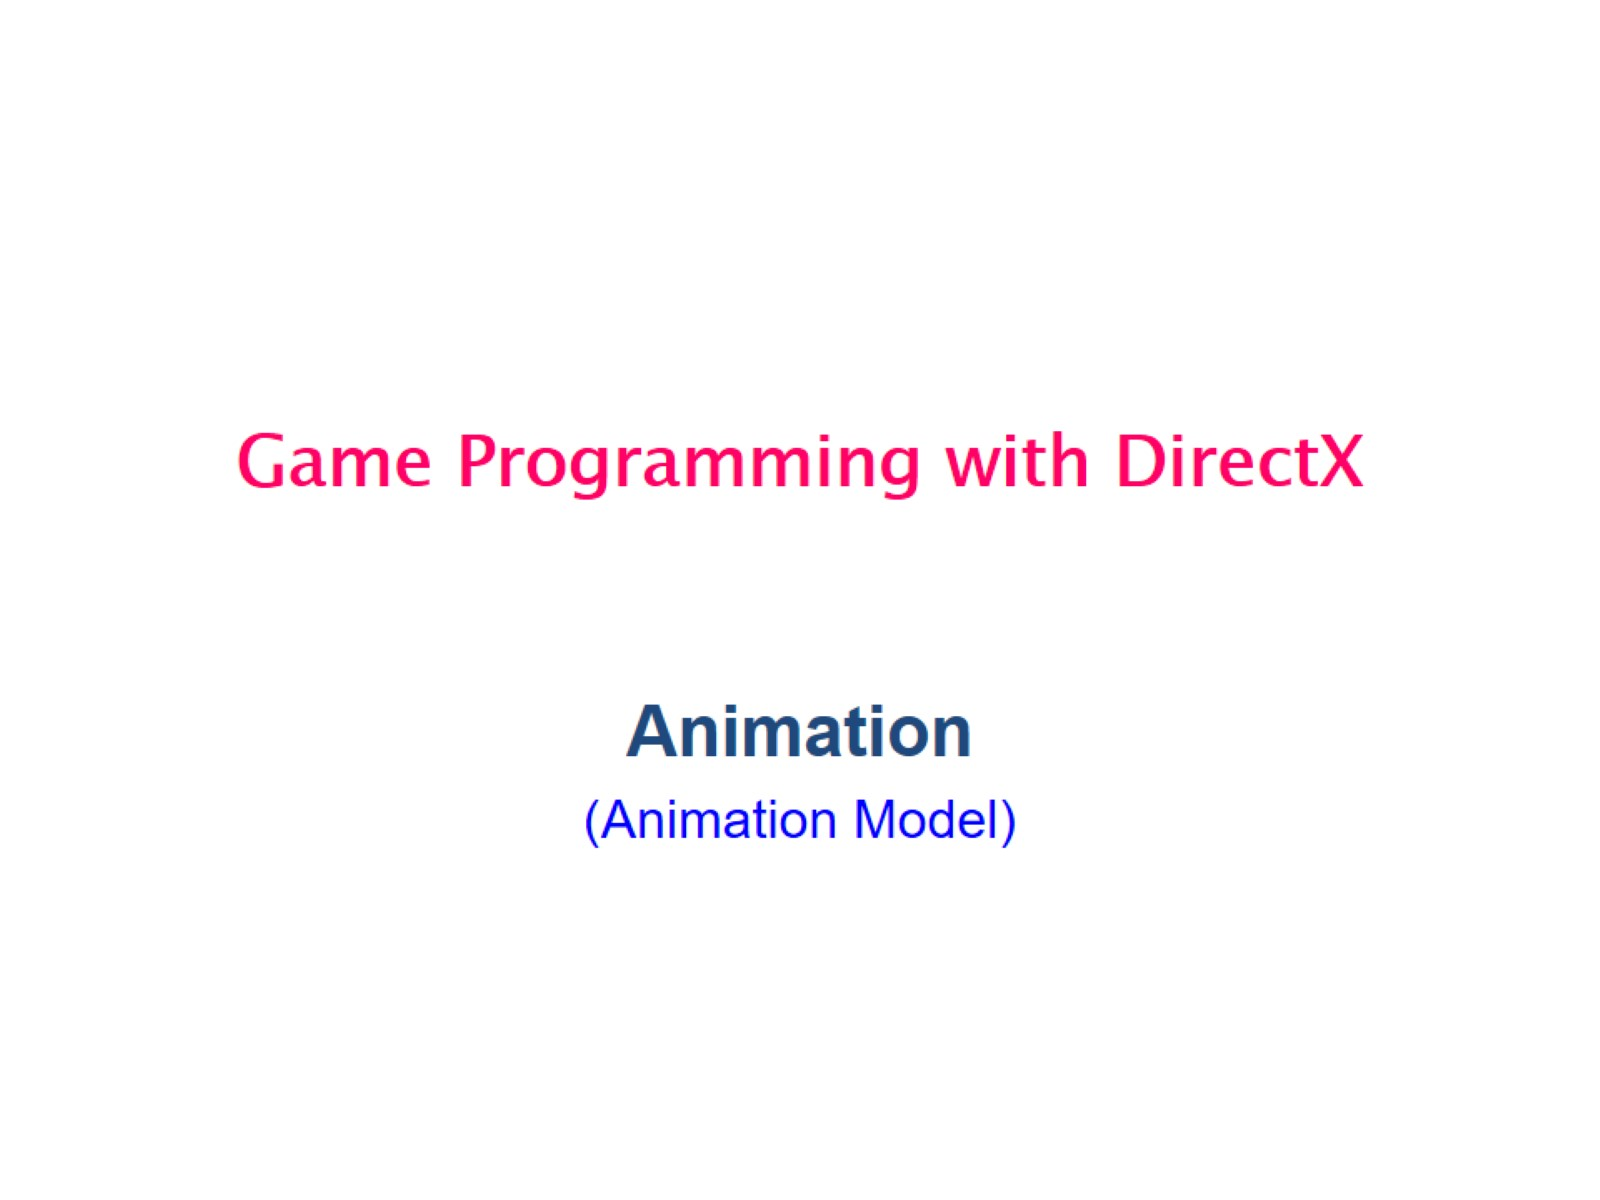 Game Programming with DirectX
Animation
(Animation Model)